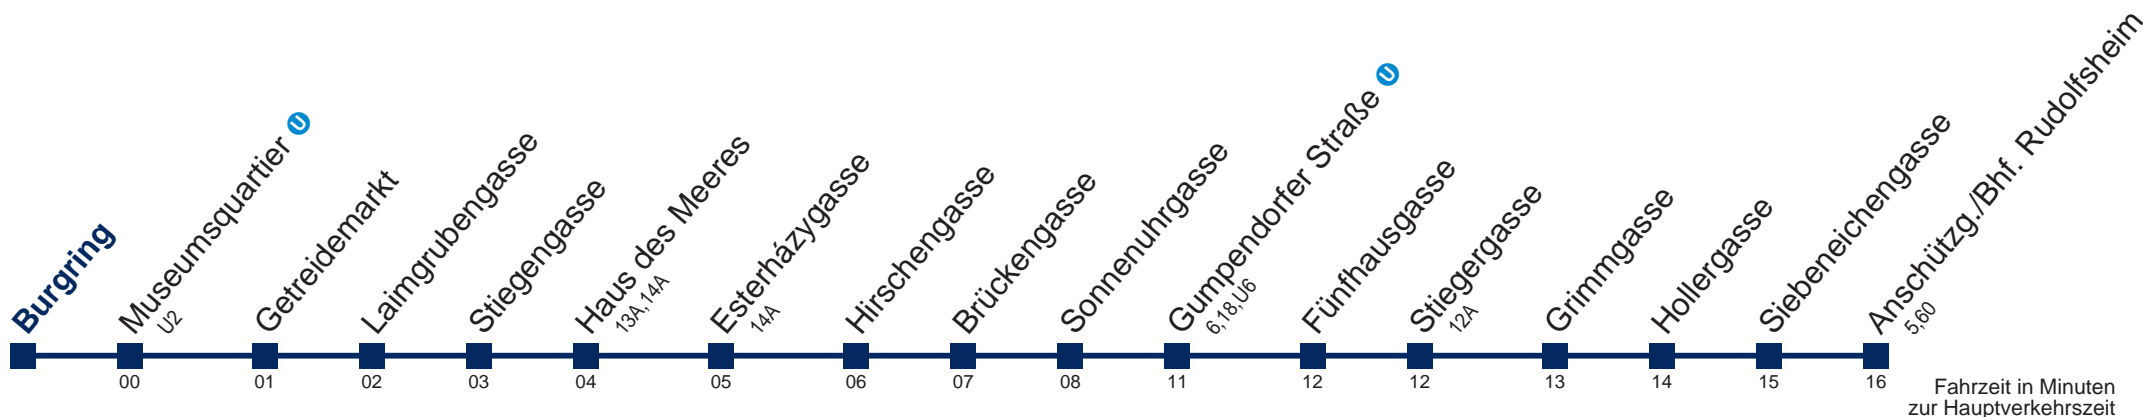 Burgring
Museumsquartier U
U2
Getreidemarkt
Laimgrubengasse
Stiegengasse
Haus des Meeres
13A, 14A
Esterházygasse
14A
Hirschengasse
Brückengasse
Sonnenuhrgasse
Gumpendorfer Straße U
6,18,U6
Fünfhausgasse
Stiegergasse
12A
Grimmgasse
Hollergasse
Siebeneichengasse
Anschützg./Bhf. Rudolfsheim
5,60
00 01 02 03 04 05 06 07 08 11 12 12 13 14 15 16
Fahrzeit in Minuten
zur Hauptverkehrszeit